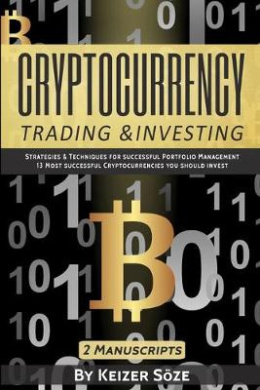 CRYPTOCURRENCY
TRADING &INVESTING
STRATEGIES & TECHNIQUES FOR SUCCESSFUL PORTFOLIO MANAGEMENT
13 MOST SUCCESSFUL CRYPTOCURRENCIES YOU SHOULD INVEST
2 MANUSCRIPTS
BY KEIZER SÖZE